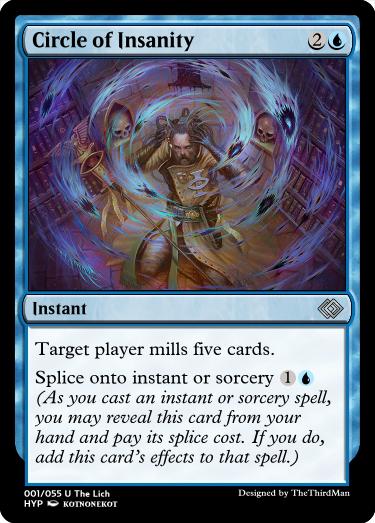 Circle of Insanity 2
Instant
Target player mills five cards.
Splice onto instant or sorcery 1
(As you cast an instant or sorcery spell,
you may reveal this card from your
hand and pay its splice cost. If you do,
add this card's effects to that spell.)
001/055 U The Lich Designed by TheThirdMan
HYP KOTNONEKOT